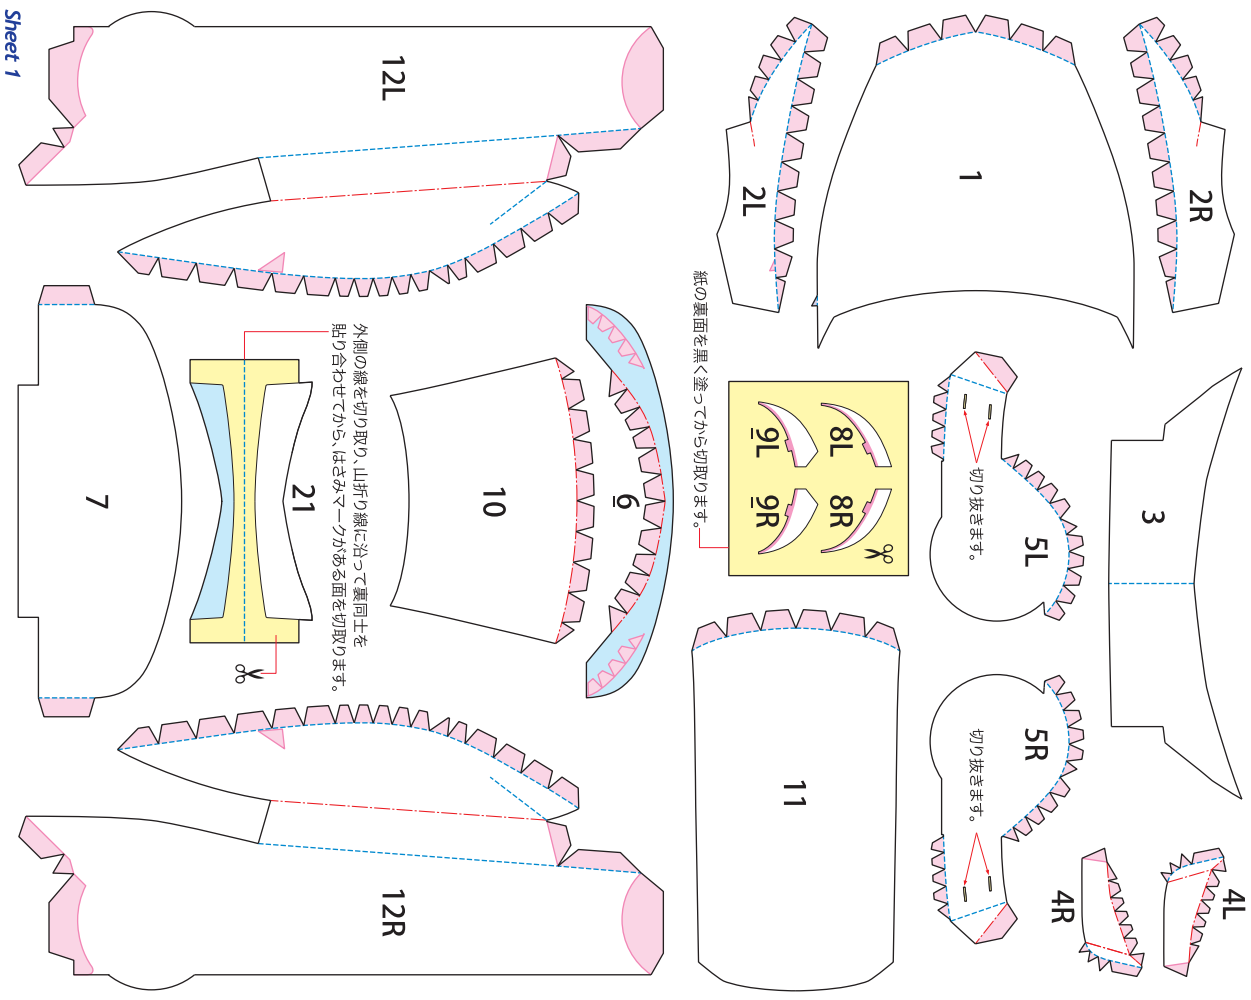 Sheet 1
12L
2L
1
2R
紙の裏面を黒く塗ってから切取ります。
外側の線を切り取り、山折り線に沿って裏同士を
貼り合わせてから、はさみマークがある面を切取ります。
7
21
10
6
9L
8L
9R
8R
切り抜きます。
5L
3
11
切り抜きます。
5R
4R
4L
12R